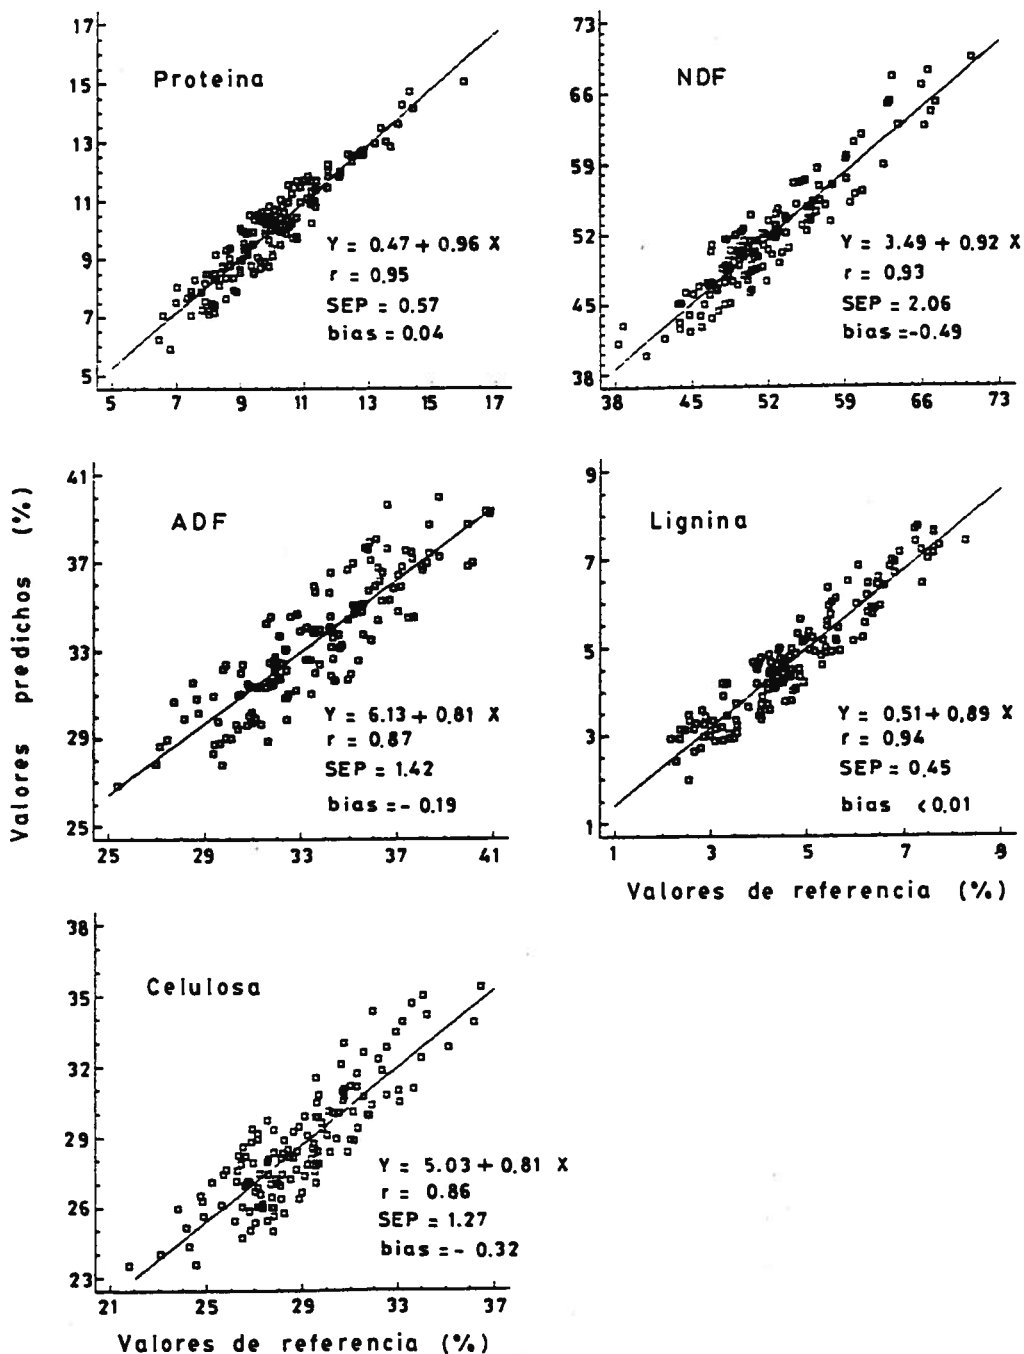 17
15
13
11
9
7
5
Proteina
Y = 0.47 + 0.96 X
r = 0.95
SEP = 0.57
bias = 0.04
5 7 9 11 13 15 17
73
66
59
52
45
38
NDF
Y = 3.49 + 0.92 X
r = 0.93
SEP = 2.06
bias = -0.49
38 45 52 59 66 73
Valores predichos (%)
41
37
33
29
25
ADF
Y = 6.13 + 0.81 X
r = 0.87
SEP = 1.42
bias = - 0.19
25 29 33 37 41
9
7
5
3
1
Lignina
Y = 0.51 + 0.89 X
r = 0.94
SEP = 0.45
bias < 0.01
1 3 5 7 9
Valores de referencia (%)
38
35
32
29
26
23
Celulosa
Y = 5.03 + 0.81 X
r = 0.86
SEP = 1.27
bias = - 0.32
21 25 29 33 37
Valores de referencia (%)